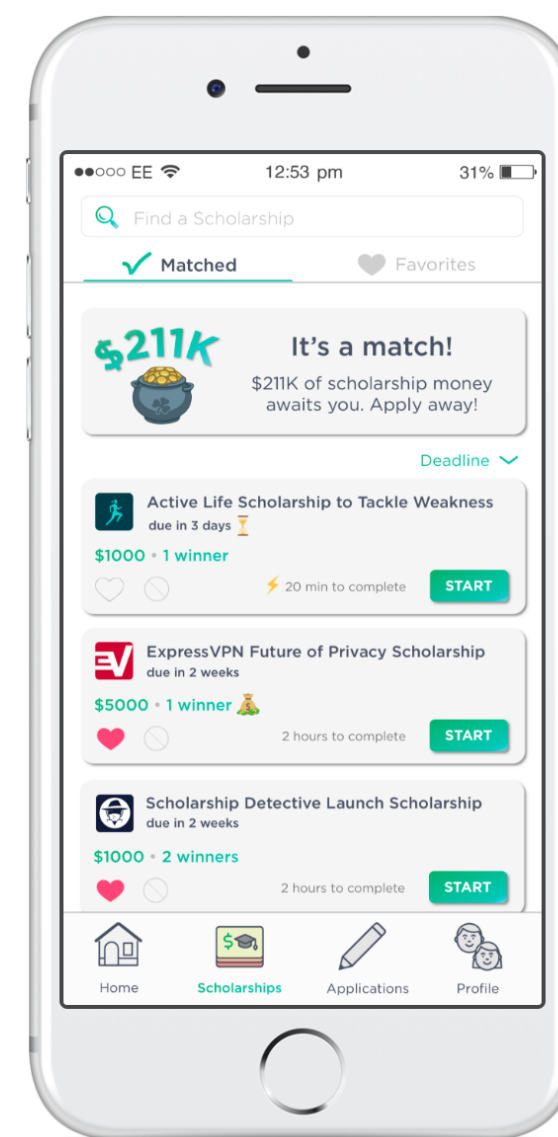 EE 12:53 pm 31%
Find a Scholarship
Matched Favorites
$211K
It's a match!
$211K of scholarship money
awaits you. Apply away!
Deadline
Active Life Scholarship to Tackle Weakness
due in 3 days
$1000 • 1 winner
20 min to complete START
EV
ExpressVPN Future of Privacy Scholarship
due in 2 weeks
$5000 • 1 winner
$
2 hours to complete START
Scholarship Detective Launch Scholarship
due in 2 weeks
$1000 • 2 winners
2 hours to complete START
$
Home Scholarships Applications Profile